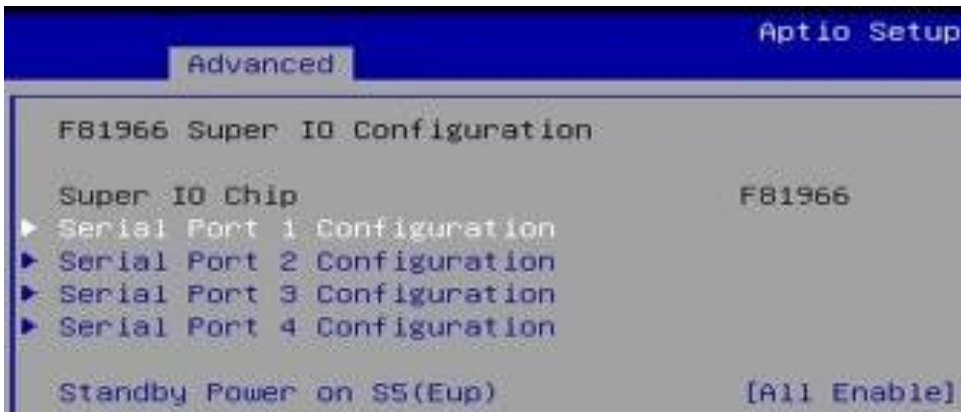 Aptio Setup
Advanced
F81966 Super IO Configuration
Super IO Chip F81966
▶ Serial Port 1 Configuration
▶ Serial Port 2 Configuration
▶ Serial Port 3 Configuration
▶ Serial Port 4 Configuration
Standby Power on S5(Eup) [All Enable]